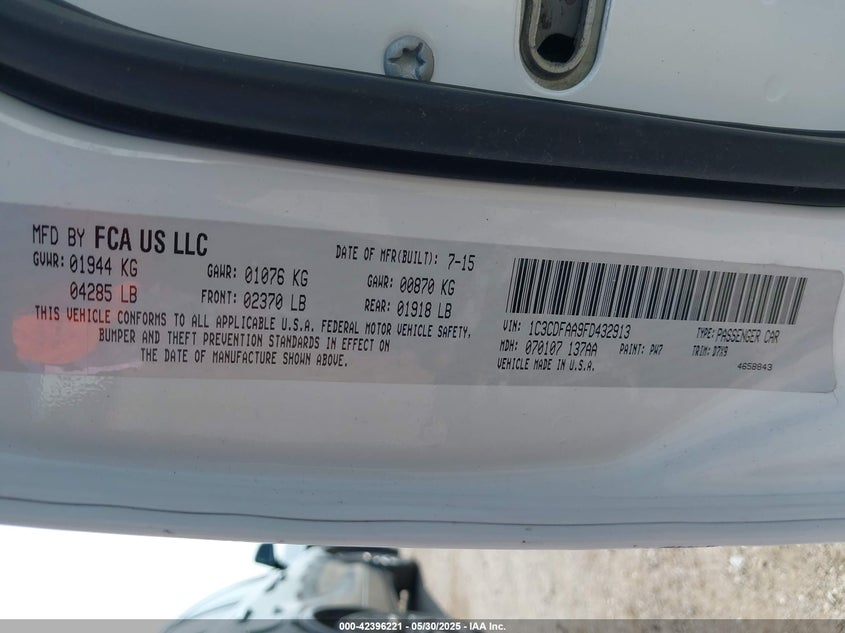 MFD BY FCA US LLC
DATE OF MFR(BUILT): 7-15
GVWR: 01944 KG
GAWR: 01076 KG
GAWR: 00870 KG
04285 LB
FRONT: 02370 LB
REAR: 01918 LB
THIS VEHICLE CONFORMS TO ALL APPLICABLE U.S.A. FEDERAL MOTOR VEHICLE SAFETY,
BUMPER AND THEFT PREVENTION STANDARDS IN EFFECT ON
THE DATE OF MANUFACTURE SHOWN ABOVE.
VIN: 1C3CDFAA9FD432913
TYPE: PASSENGER CAR
MDH: 070107 137AA
PAINT: PW7
TRIM: D7X9
VEHICLE MADE IN U.S.A.
4658843
000-42396221 - 05/30/2025 - © IAA Inc.